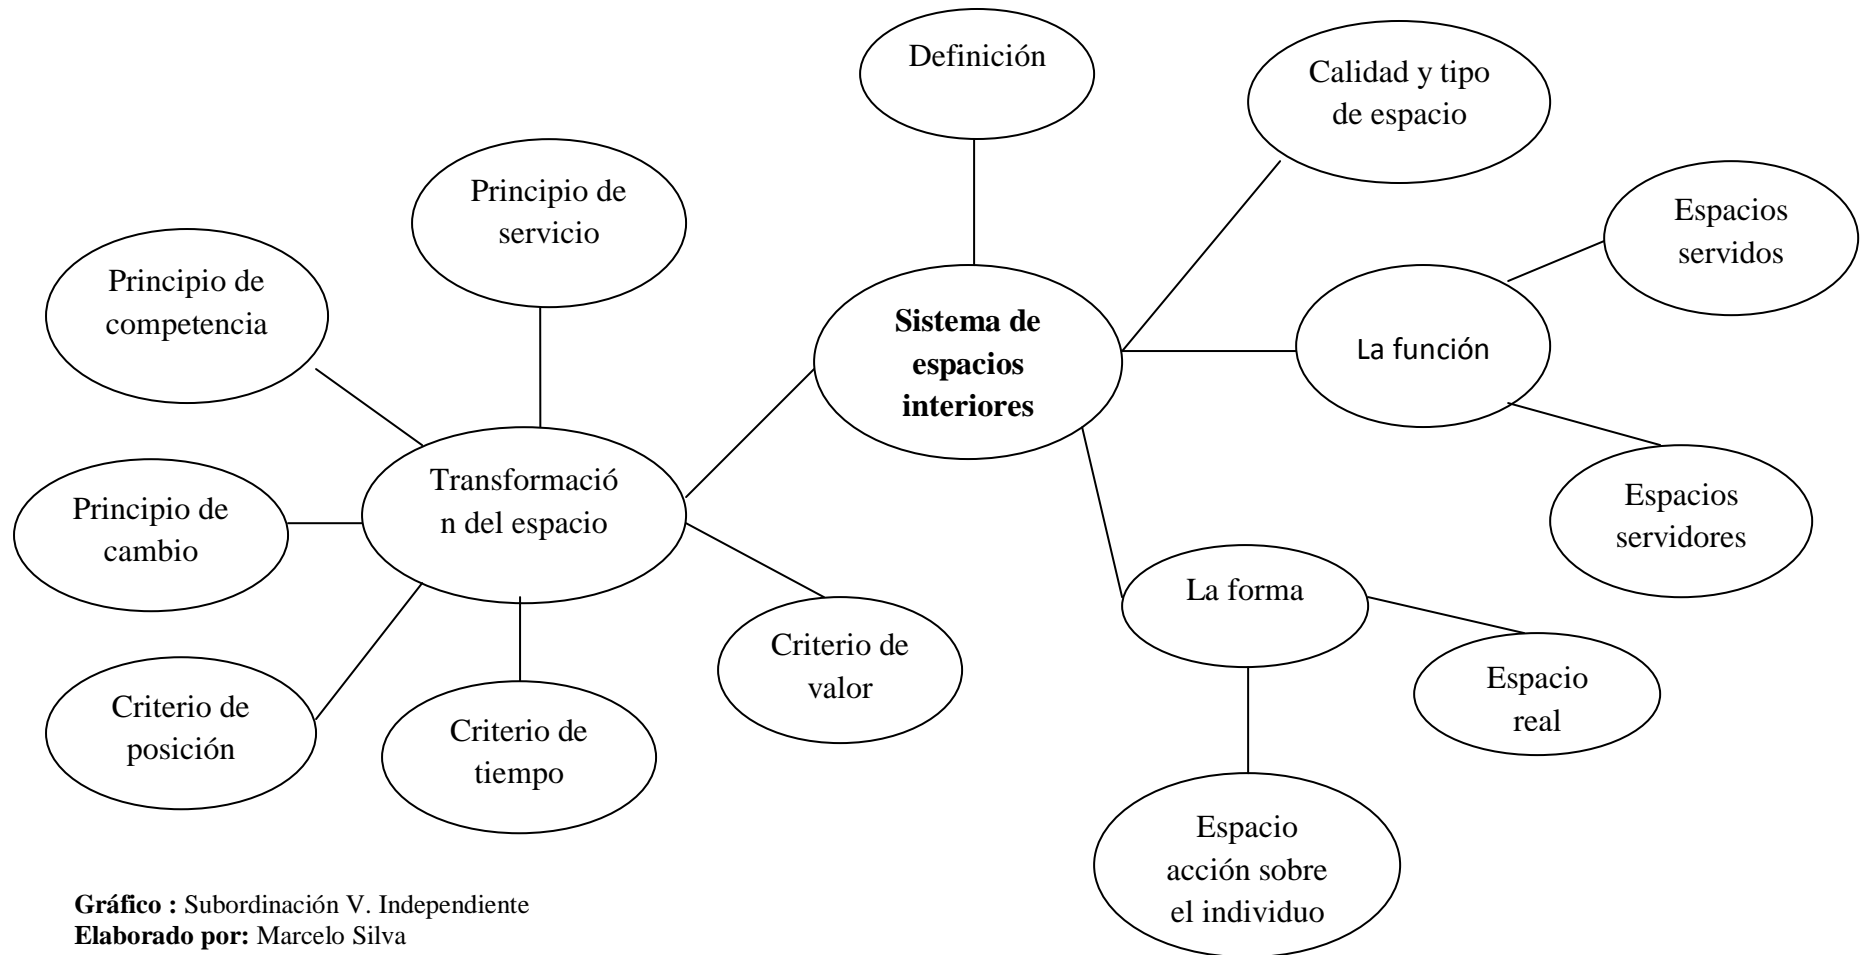 Definición
Calidad y tipo
de espacio
Principio de
servicio
Espacios
servidos
Principio de
competencia
Sistema de
espacios
interiores
La función
Transformació
n del espacio
Principio de
cambio
Espacios
servidores
La forma
Criterio de
valor
Espacio
real
Criterio de
posición
Criterio de
tiempo
Espacio
acción sobre
el individuo
Gráfico : Subordinación V. Independiente
Elaborado por: Marcelo Silva